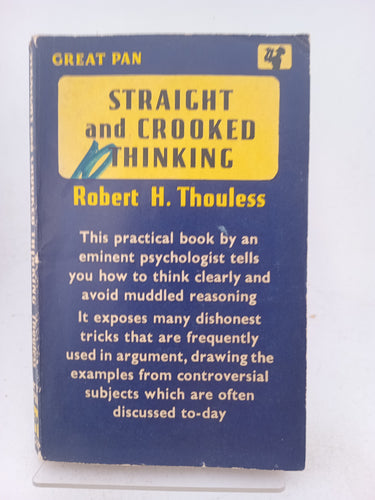 GREAT PAN
STRAIGHT
and CROOKED
THINKING
Robert H. Thouless
This practical book by an
eminent psychologist tells
you how to think clearly and
avoid muddled reasoning
It exposes many dishonest
tricks that are frequently
used in argument, drawing the
examples from controversial
subjects which are often
discussed to-day